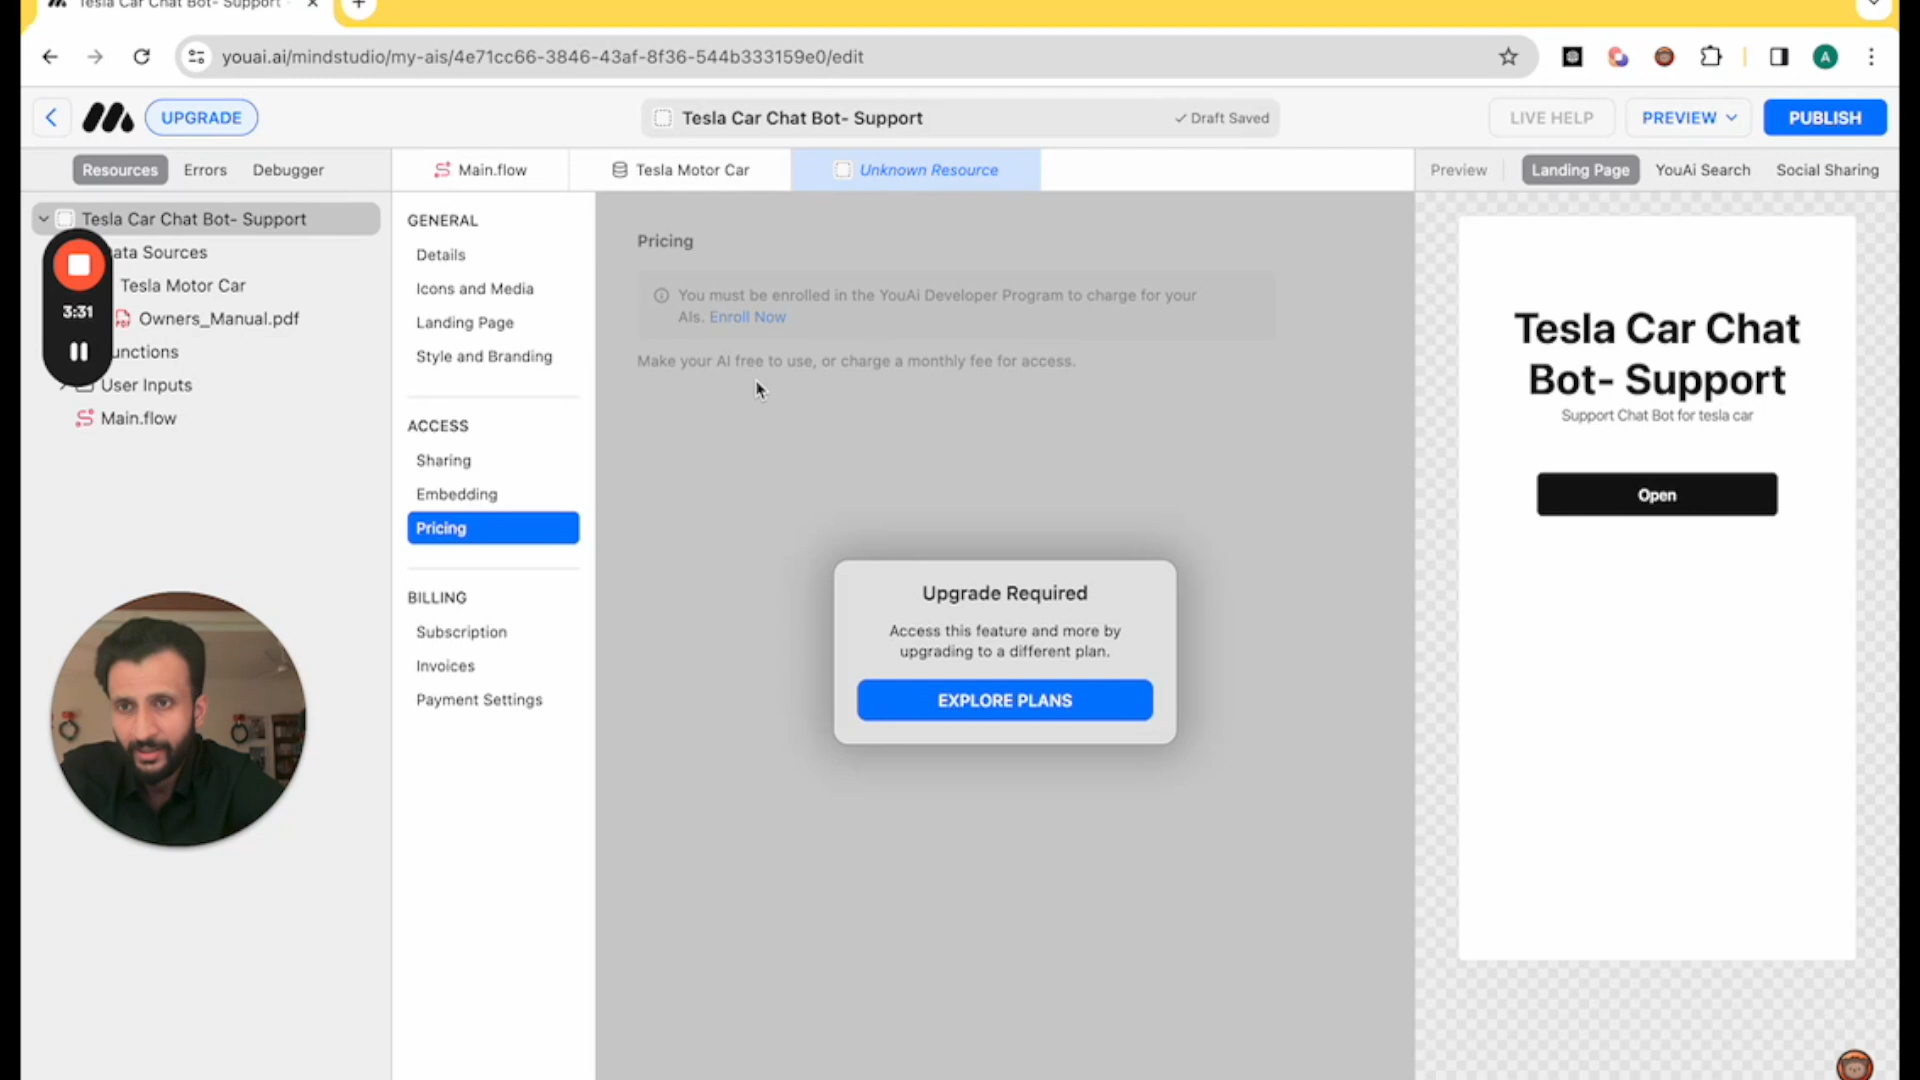 Tesla Car Chat Bot- Support
youai.ai/mindstudio/my-ais/4e71cc66-3846-43af-8f36-544b333159e0/edit
A
UPGRADE
Tesla Car Chat Bot- Support
Draft Saved
LIVE HELP
PREVIEW
PUBLISH
Resources
Errors
Debugger
Main.flow
Tesla Motor Car
Unknown Resource
Preview
Landing Page
YouAi Search
Social Sharing
Tesla Car Chat Bot- Support
ata Sources
Tesla Motor Car
Owners_Manual.pdf
unctions
User Inputs
Main.flow
3:31
GENERAL
Details
Icons and Media
Landing Page
Style and Branding
ACCESS
Sharing
Embedding
Pricing
BILLING
Subscription
Invoices
Payment Settings
Pricing
You must be enrolled in the YouAi Developer Program to charge for your
AIs. Enroll Now
Make your AI free to use, or charge a monthly fee for access.
Upgrade Required
Access this feature and more by
upgrading to a different plan.
EXPLORE PLANS
Tesla Car Chat
Bot- Support
Support Chat Bot for tesla car
Open